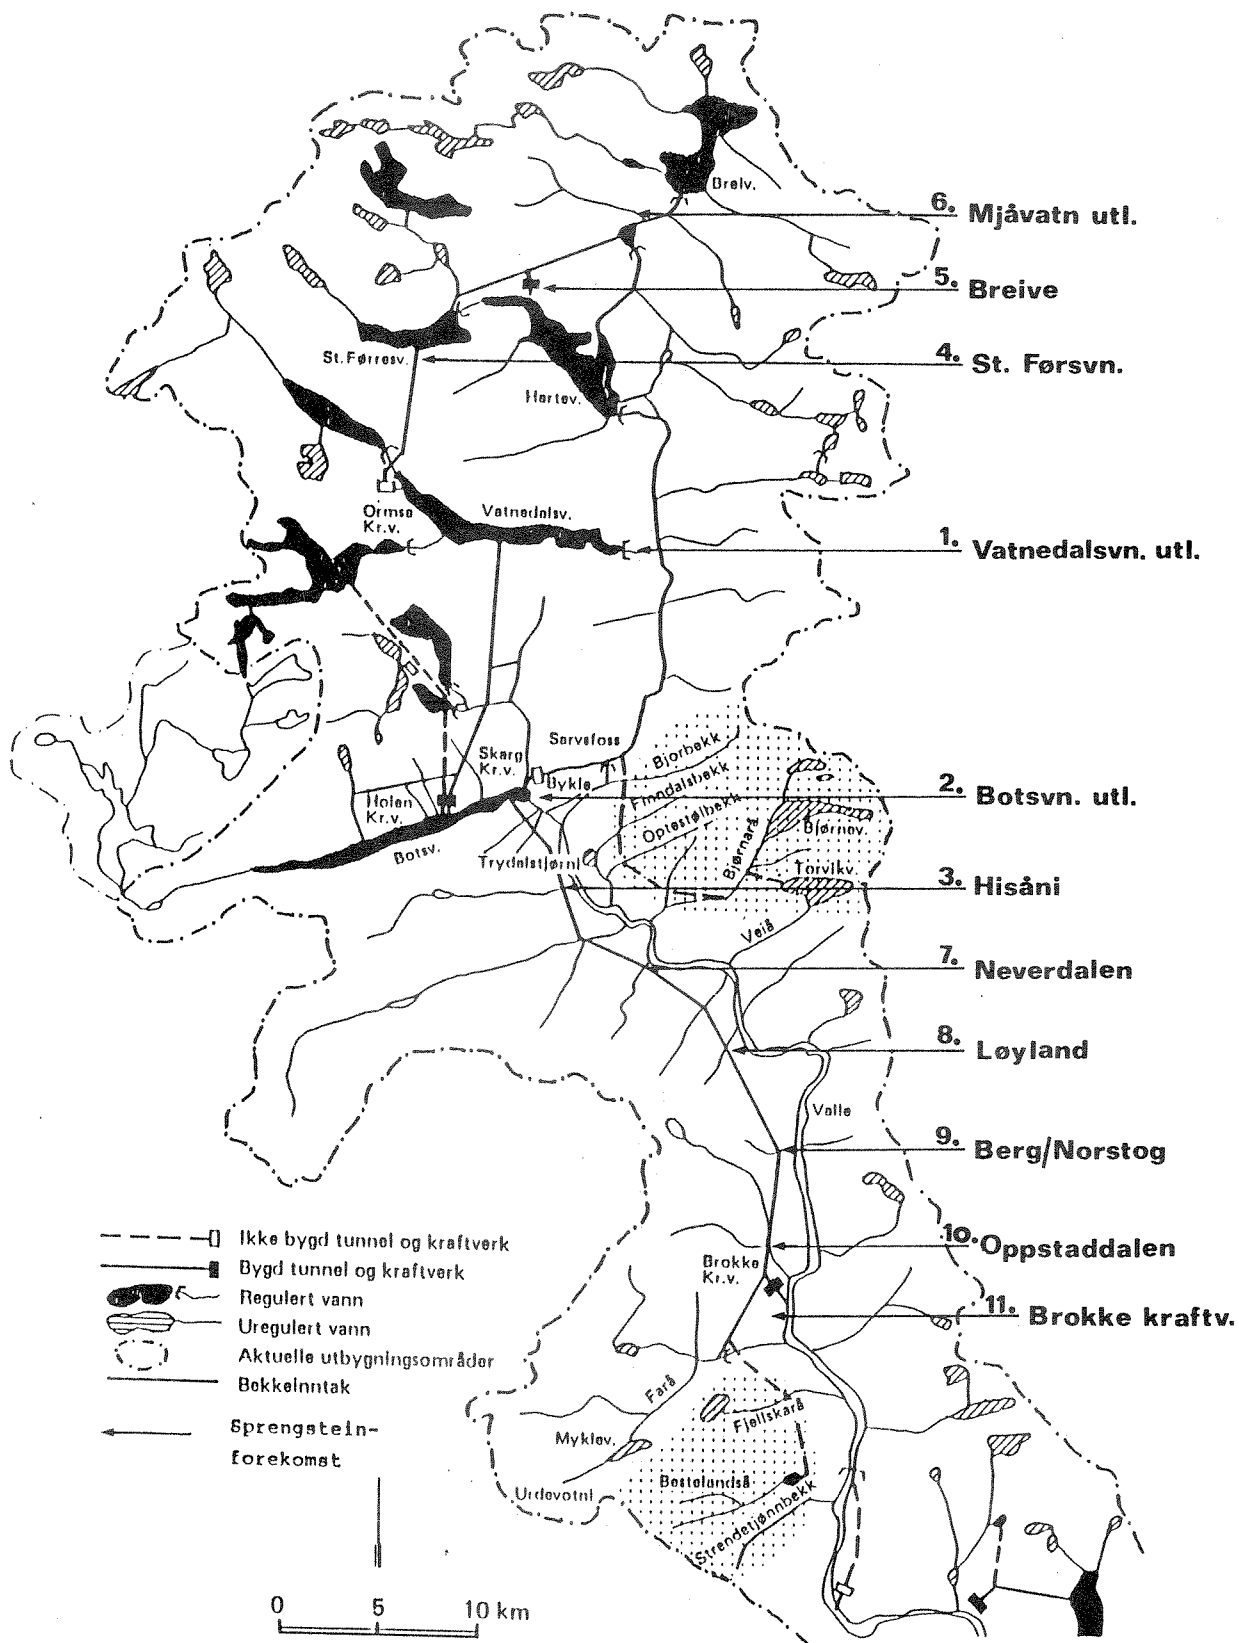 Brelv.
6. Mjåvatn utl.
5. Breive
St. Førresv.
4. St. Førsvn.
Hartev.
Ormsa
Kr.v.
Vatnedalsv.
1. Vatnedalsvn. utl.
Sarvsfoss
Bjorbekk
Skarg
Kr.v.
Bykle
Finndalsbekk
2. Botsvn. utl.
Holen
Kr.v.
Optestølbekk
Bjørnarå
Bjørnev.
Botsv.
Trydalstjørnl
Torvikv.
3. Hisåni
Veiå
7. Neverdalen
8. Løyland
Valle
9. Berg/Norstog
10. Oppstaddalen
Brokke
Kr.v.
11. Brokke kraftv.
Ikke bygd tunnel og kraftverk
Bygd tunnel og kraftverk
Regulert vann
Uregulert vann
Aktuelle utbygningsområder
Bekkeinntak
Sprengstein-
forekomst
Farå
Fjellskarå
Myklev.
Bestelandså
Urdevotnl
Strendetjønnbekk
0 5 10 km